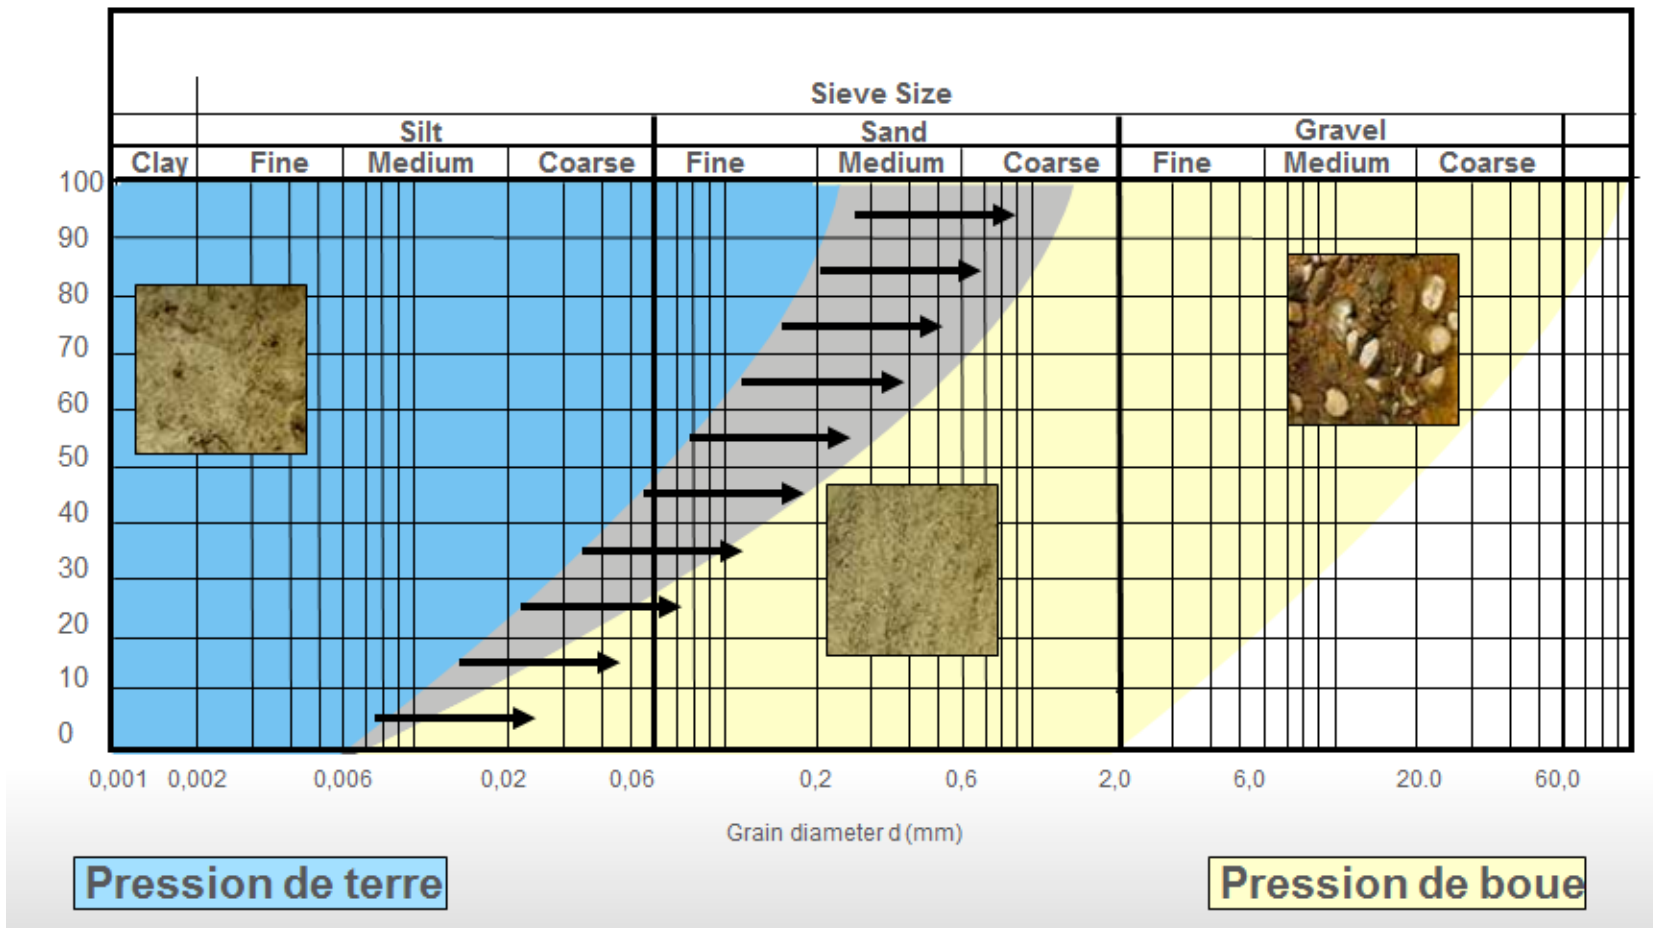 Sieve Size
Silt Sand Gravel
Clay Fine Medium Coarse Fine Medium Coarse Fine Medium Coarse
100
90
80
70
60
50
40
30
20
10
0
0,001 0,002 0,006 0,02 0,06 0,2 0,6 2,0 6,0 20.0 60,0
Grain diameter d (mm)
Pression de terre Pression de boue